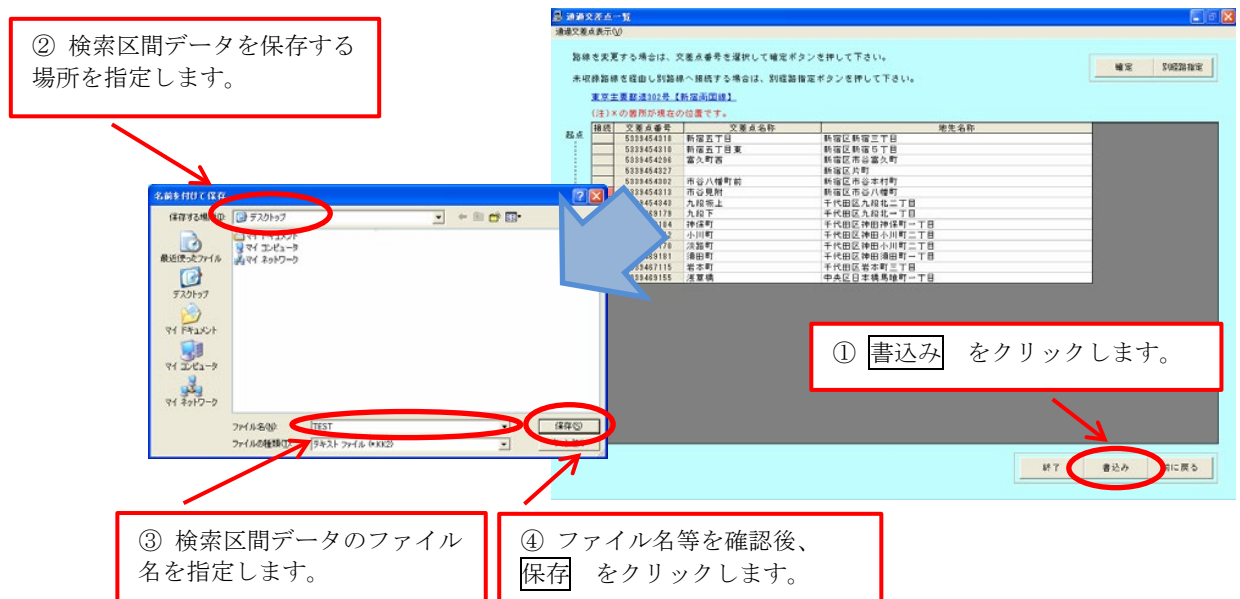 ② 検索区間データを保存する
場所を指定します。
通過交差点一覧
通過交差点表示(V)
路線を変更する場合は、交差点番号を選択して確定ボタンを押して下さい。
未収録路線を経由し別路線へ接続する場合は、別経路指定ボタンを押して下さい。
確定 別経路指定
東京主要都道302号【新宿両国線】
(注)×の箇所が現在の位置です。
起点
接続 交差点番号 交差点名称 地先名称
5339454318 新宿五丁目 新宿区新宿三丁目
5339454310 新宿五丁目東 新宿区新宿5丁目
5339454296 富久町西 新宿区市谷富久町
5339454327 新宿区片町
5339454302 市谷八幡町前 新宿区市谷本村町
市谷見附 新宿区市谷八幡町
九段坂上 千代田区九段北二丁目
九段下 千代田区九段北一丁目
神保町 千代田区神田神保町一丁目
小川町 千代田区神田小川町二丁目
淡路町 千代田区神田小川町一丁目
須田町 千代田区神田須田町一丁目
岩本町 千代田区岩本町三丁目
浅草橋 中央区日本橋馬喰町一丁目
名前を付けて保存
保存する場所(I): デスクトップ
マイ ドキュメント
マイ コンピュータ
マイ ネットワーク
最近使ったファイル
デスクトップ
マイ ドキュメント
マイ コンピュータ
マイ ネットワーク
ファイル名(N): TEST 保存(S)
ファイルの種類(T): テキスト ファイル (*.KK2)
① 書込み をクリックします。
終了 書込み 前に戻る
③ 検索区間データのファイル
名を指定します。
④ ファイル名等を確認後、
保存 をクリックします。